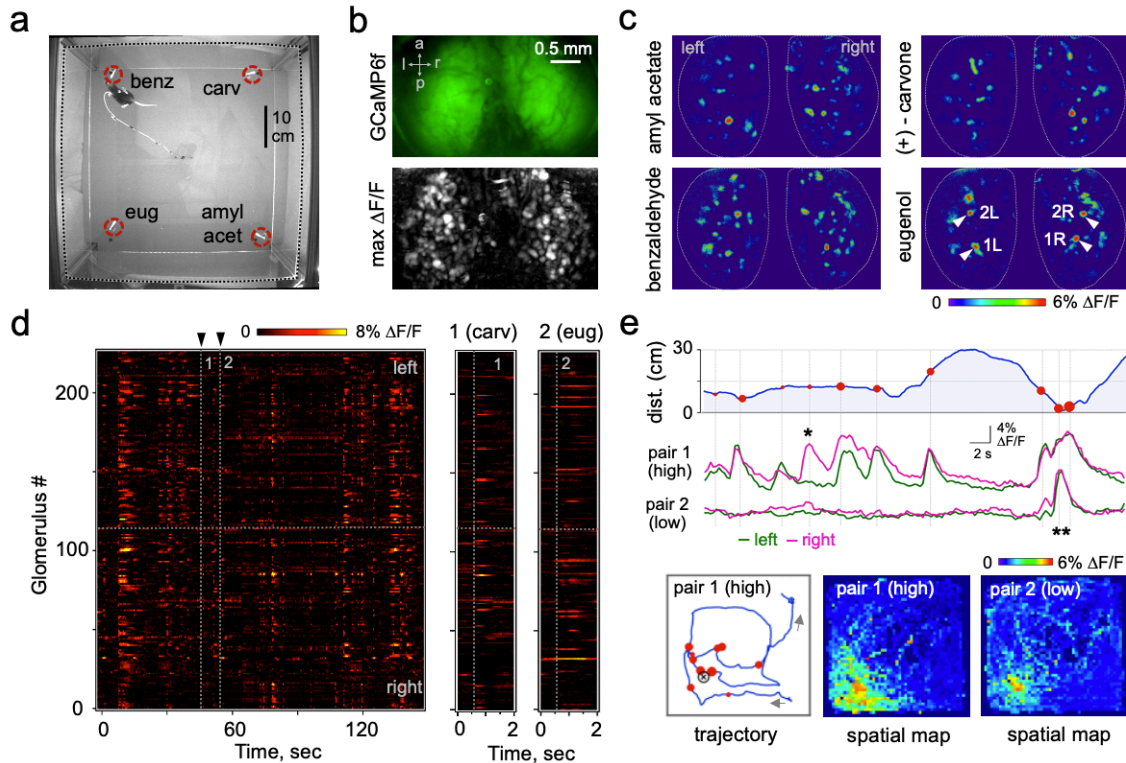 a
benz
carv
10
cm
eug
amyl
acet
b
GCaMP6f
a
l r
p
0.5 mm
max ΔF/F
c
left
right
amyl acetate
(+) - carvone
benzaldehyde
eugenol
2L
2R
1L
1R
0 6% ΔF/F
d
0 8% ΔF/F
1 (carv)
2 (eug)
1
2
left
1
2
Glomerulus #
200
100
0
right
0 60 120
Time, sec
0 2
0 2
Time, sec
e
dist. (cm)
30
0
*
4%
ΔF/F
2 s
pair 1
(high)
pair 2
(low)
**
left
right
0 6% ΔF/F
pair 1 (high)
pair 1 (high)
pair 2 (low)
trajectory
spatial map
spatial map